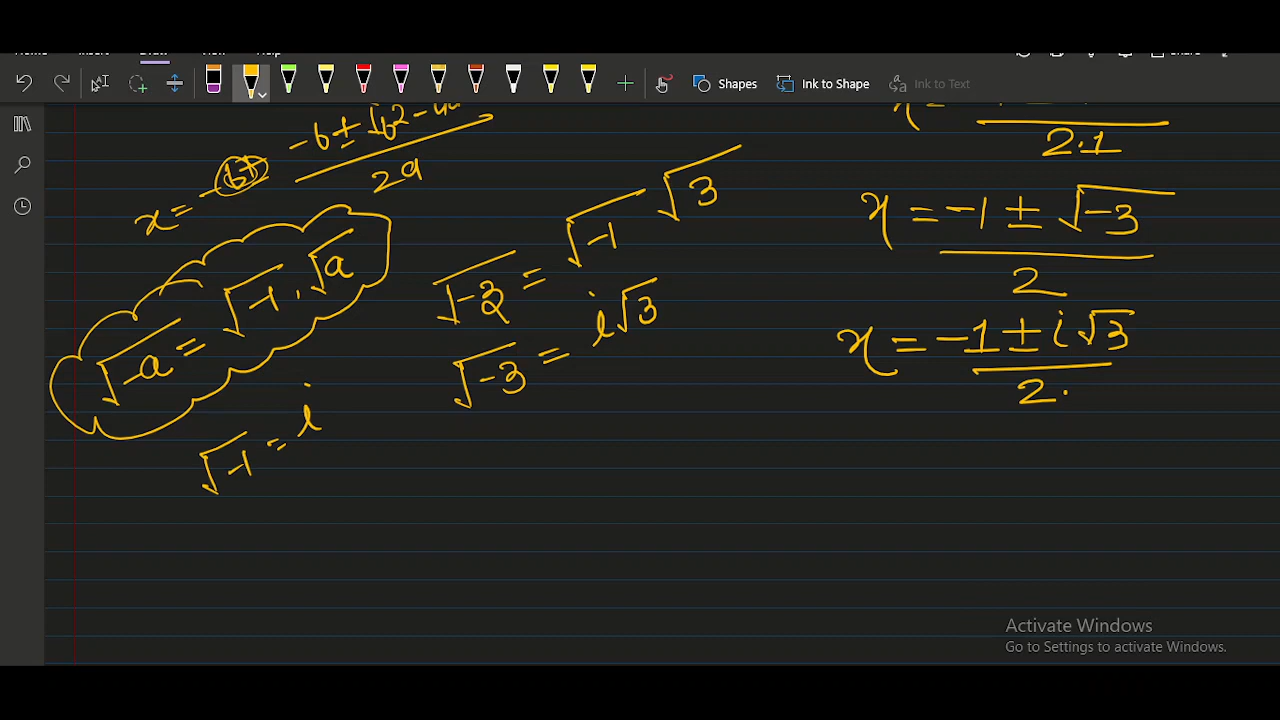 Ink to Shape
Shapes
Ink to Text
x = -b± -b ± √b² - 4a
2a
2·1
√-a = √-1 · √a
√-1 = i
√-3 = √-1 √3
√-3 = i√3
x = -1 ± √-3
2
x = -1 ± i√3
2.
Activate Windows
Go to Settings to activate Windows.